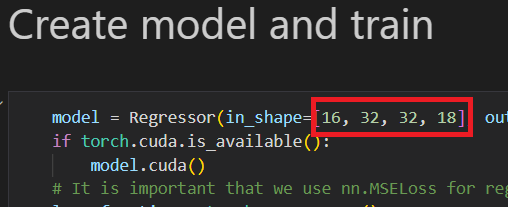 Create model and train
model = Regressor(in_shape=[16, 32, 32, 18] ou
if torch.cuda.is_available():
model.cuda()
# It is important that we use nn.MSELoss for reg